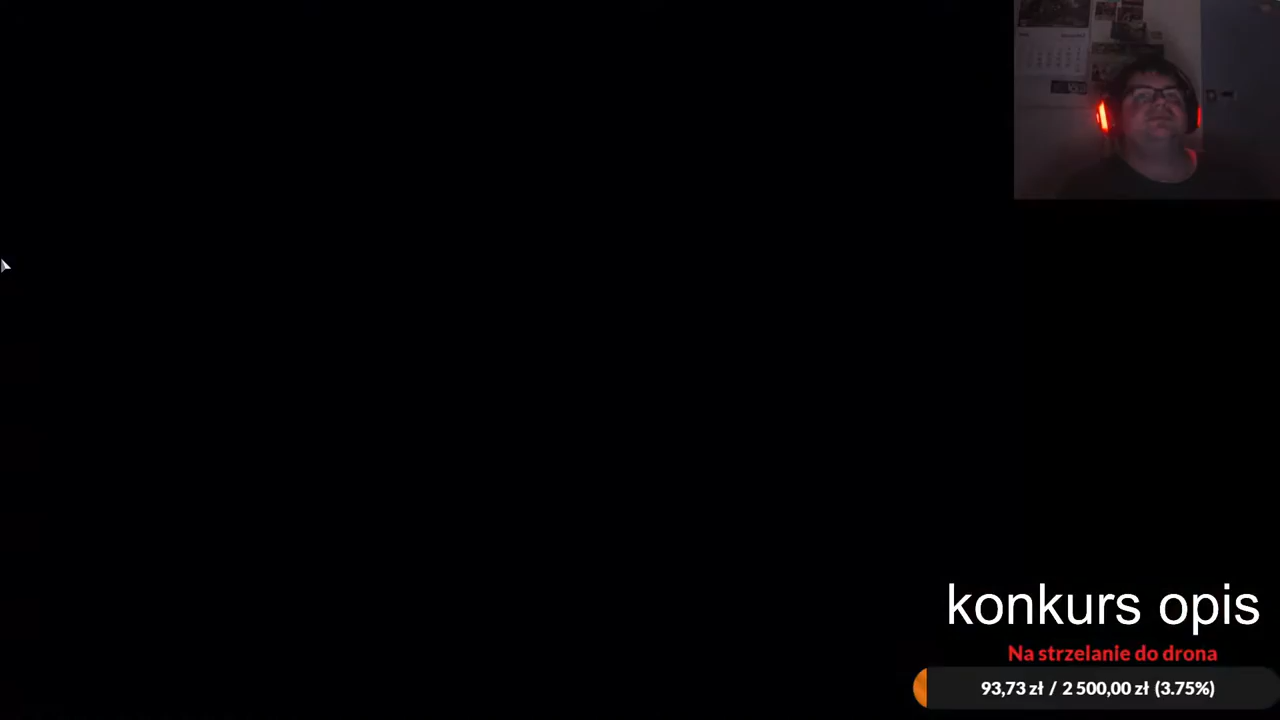 konkurs opis
Na strzelanie do drona
93,73 zł / 2 500,00 zł (3.75%)